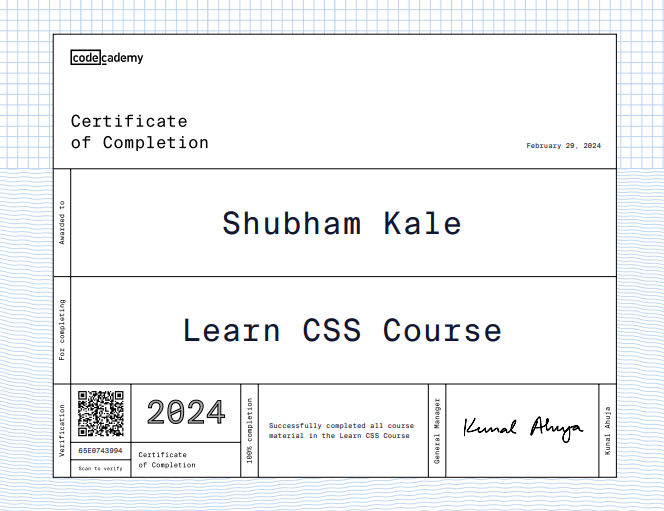 codecademy
Certificate
of Completion
February 29, 2024
Awarded to
Shubham Kale
For completing
Learn CSS Course
Verification
65E0743994
Scan to verify
2024
Certificate
of Completion
100% completion
Successfully completed all course
material in the Learn CSS Course
General Manager
Kunal Ahuja
Kunal Ahuja